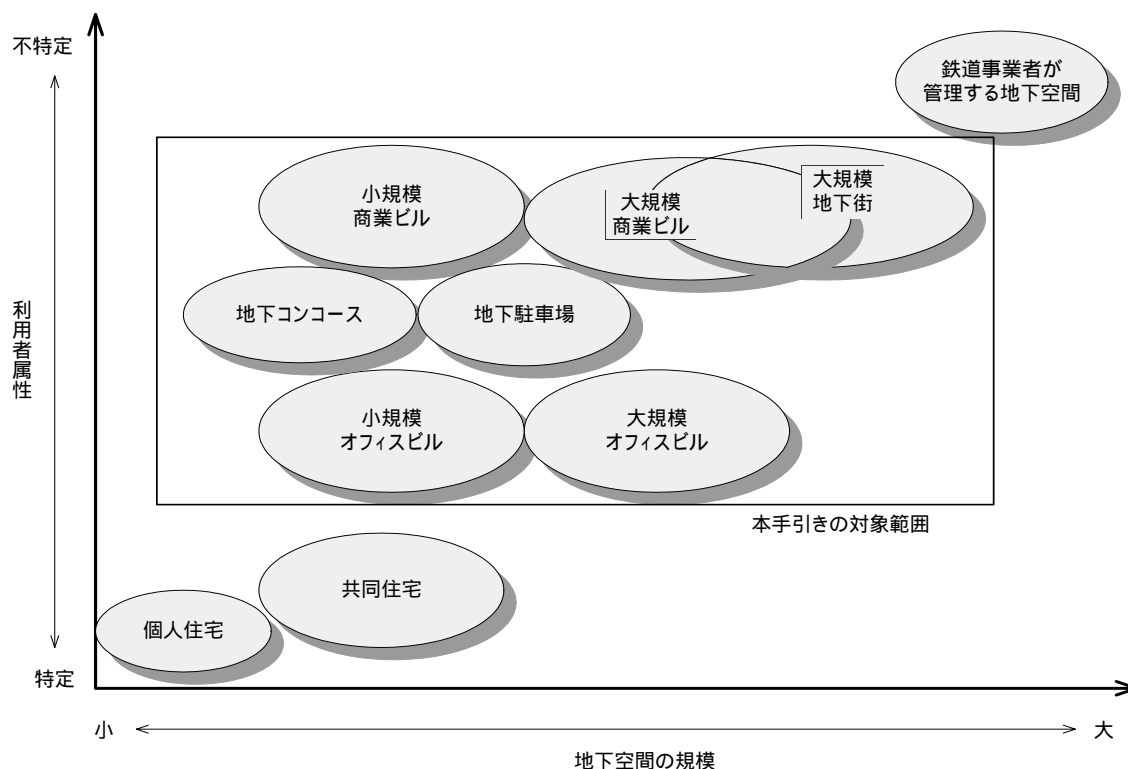 不特定
鉄道事業者が
管理する地下空間
小規模
商業ビル
大規模
商業ビル
大規模
地下街
地下コンコース
地下駐車場
利用者属性
小規模
オフィスビル
大規模
オフィスビル
本手引きの対象範囲
共同住宅
個人住宅
特定
小
大
地下空間の規模